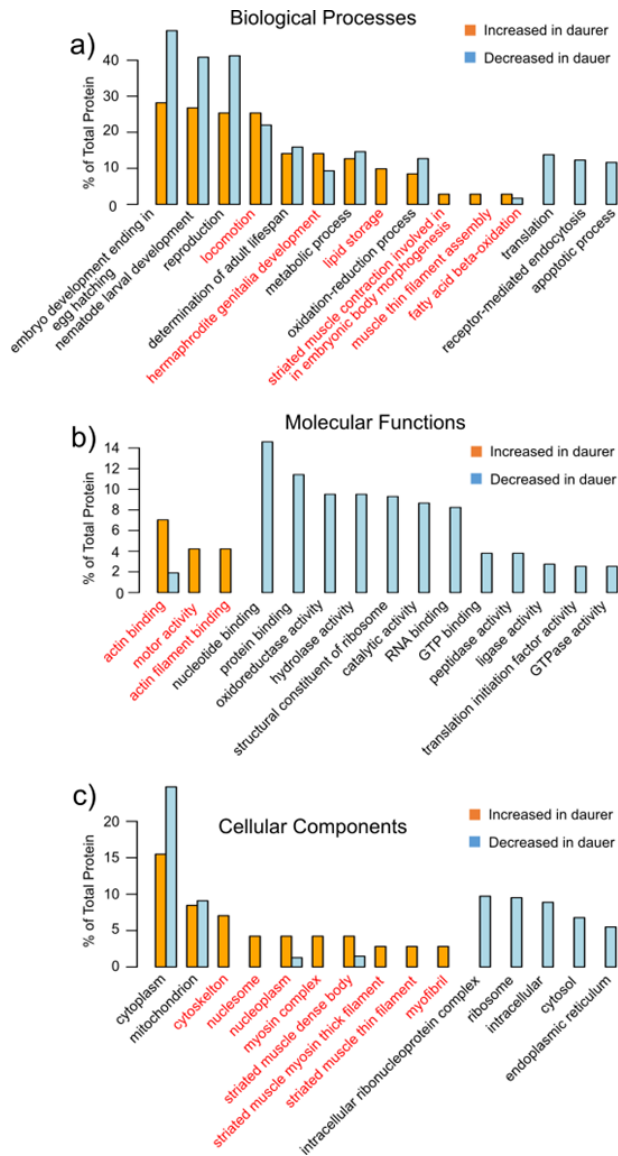 Biological Processes
a)
Increased in daurer
Decreased in dauer
% of Total Protein
40
30
20
10
0
embryo development ending in
egg hatching
nematode larval development
reproduction
locomotion
determination of adult lifespan
hermaphrodite genitalia development
metabolic process
lipid storage
oxidation-reduction process
striated muscle contraction involved in
in embryonic body morphogenesis
muscle thin filament assembly
fatty acid beta-oxidation
translation
receptor-mediated endocytosis
apoptotic process
b)
Molecular Functions
Increased in daurer
Decreased in dauer
% of Total Protein
14
12
10
8
6
4
2
0
actin binding
motor activity
actin filament binding
nucleotide binding
protein binding
oxidoreductase activity
hydrolase activity
structural constituent of ribosome
catalytic activity
RNA binding
GTP binding
peptidase activity
ligase activity
translation initiation factor activity
GTPase activity
c)
Cellular Components
Increased in daurer
Decreased in dauer
% of Total Protein
20
15
10
5
0
cytoplasm
mitochondrion
cytoskelton
nuclesome
nucleoplasm
myosin complex
striated muscle dense body
striated muscle myosin thick filament
striated muscle thin filament
myofibril
intracellular ribonucleoprotein complex
ribosome
intracellular
cytosol
endoplasmic reticulum